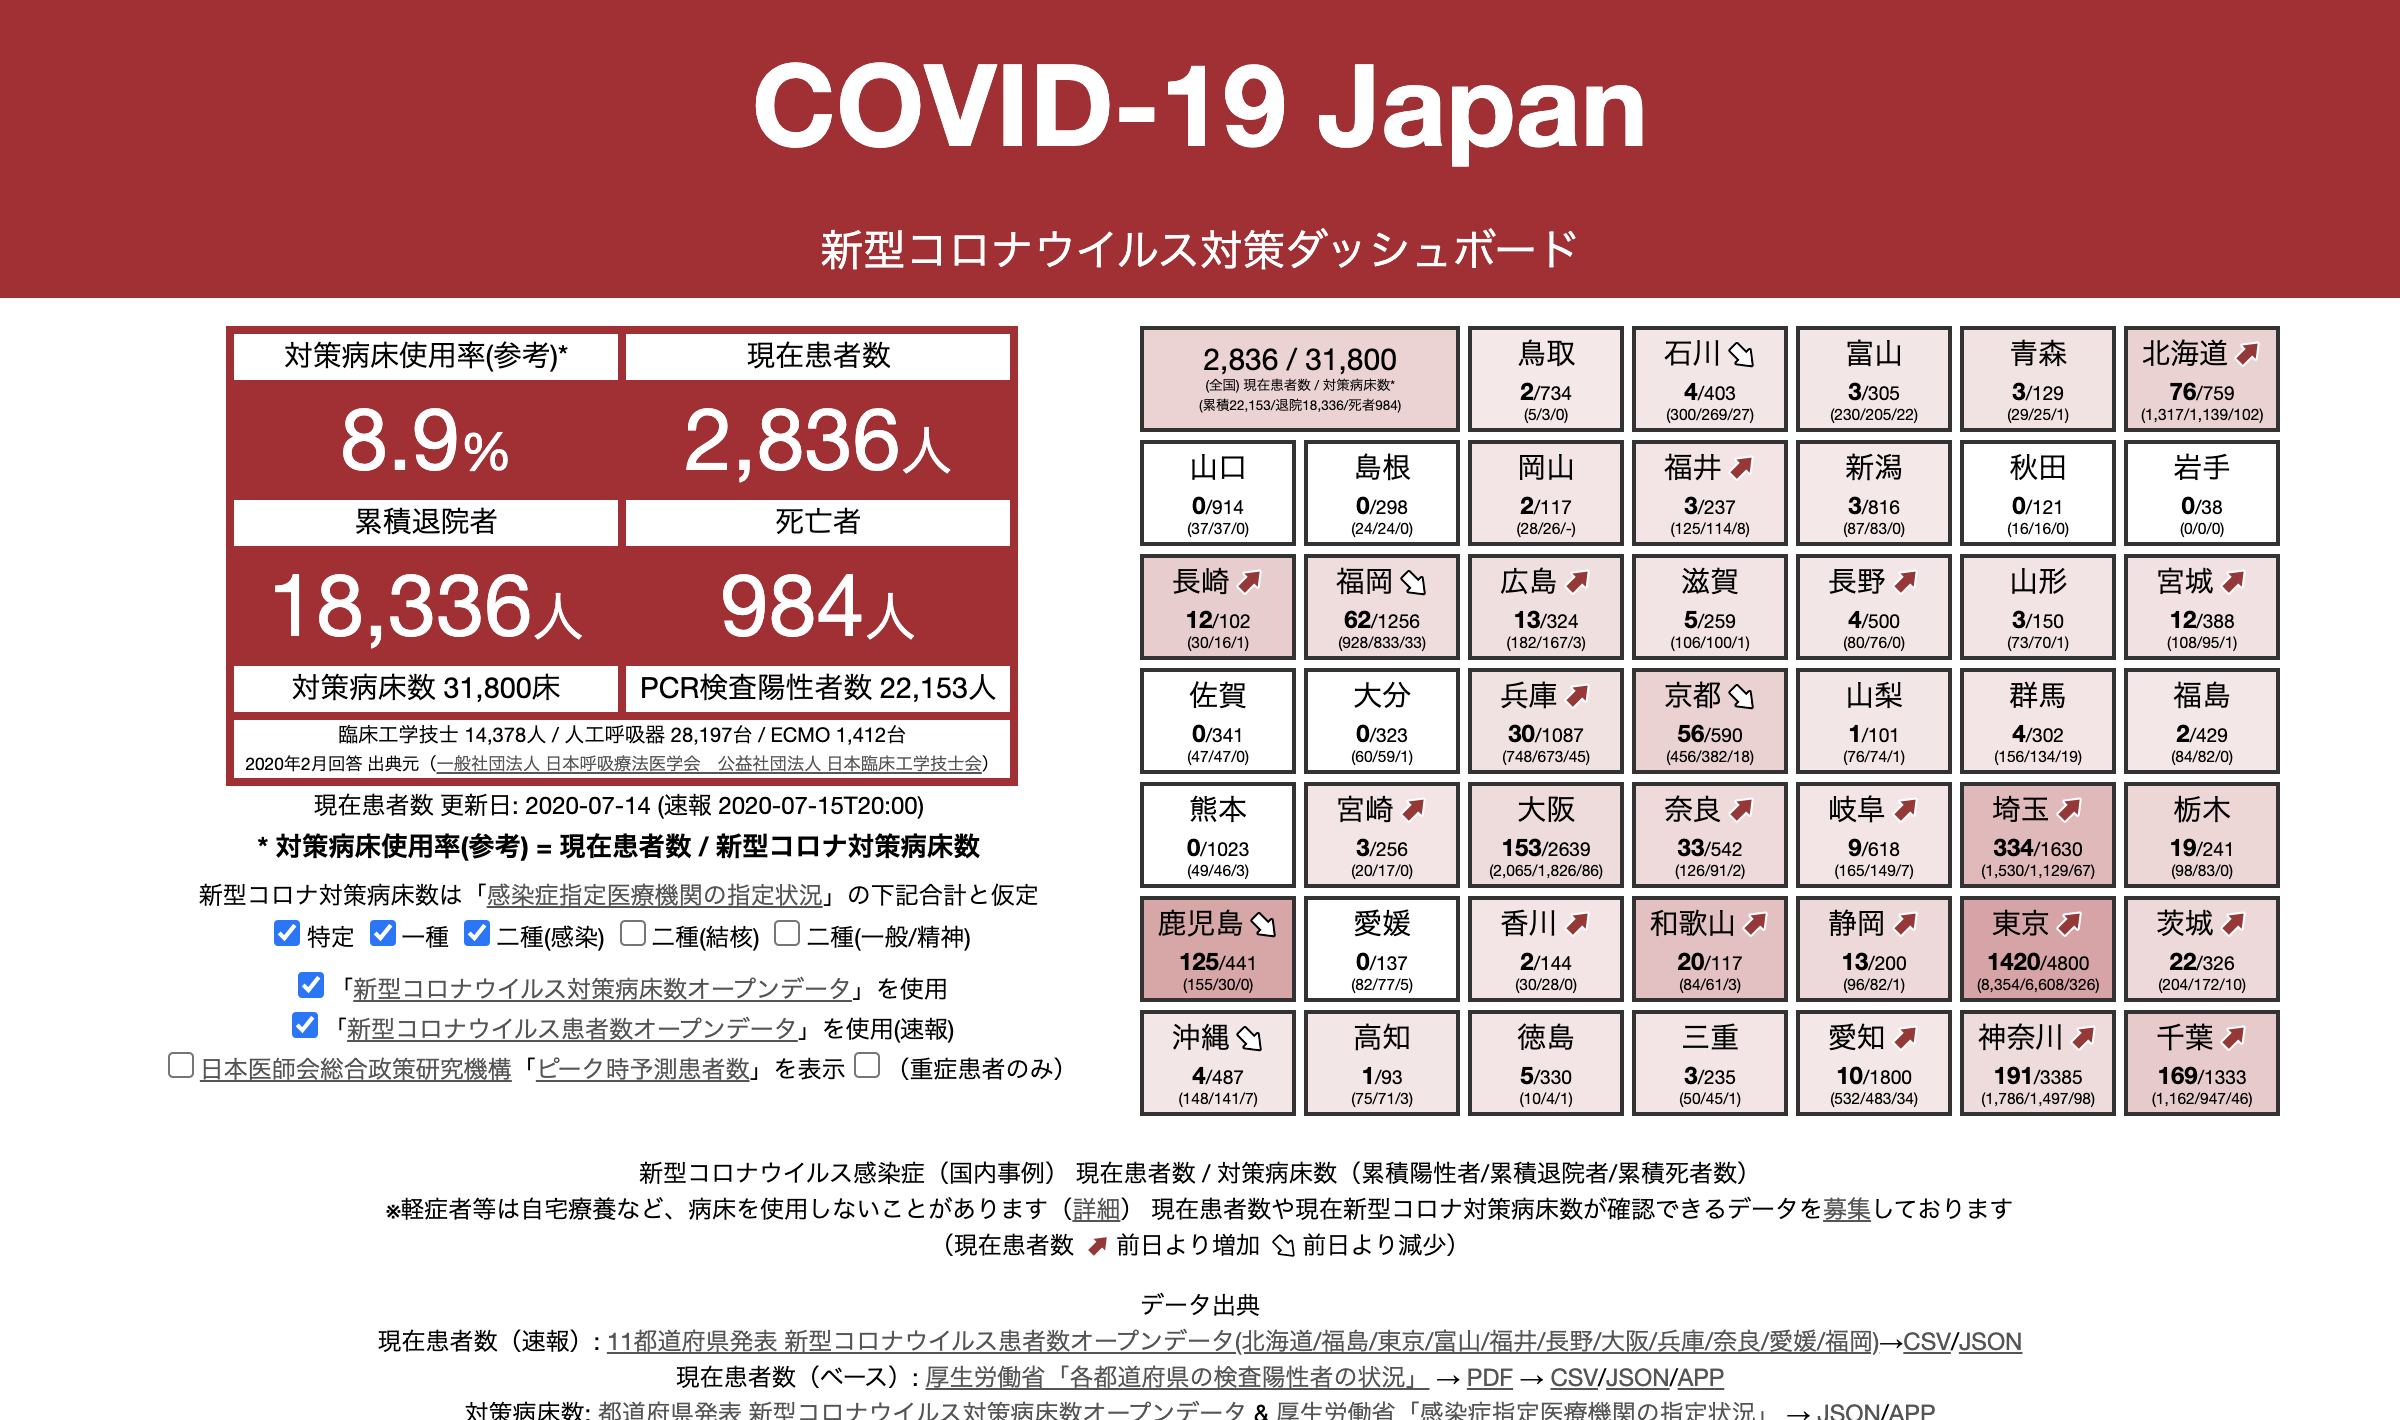 COVID-19 Japan
新型コロナウイルス対策ダッシュボード
対策病床使用率(参考)*
現在患者数
8.9%
2,836人
累積退院者
死亡者
18,336人
984人
対策病床数 31,800床
PCR検査陽性者数 22,153人
臨床工学技士 14,378人 / 人工呼吸器 28,197台 / ECMO 1,412台
2020年2月回答 出典元（一般社団法人 日本呼吸療法医学会　公益社団法人 日本臨床工学技士会）
現在患者数 更新日: 2020-07-14 (速報 2020-07-15T20:00)
* 対策病床使用率(参考) = 現在患者数 / 新型コロナ対策病床数
新型コロナ対策病床数は「感染症指定医療機関の指定状況」の下記合計と仮定
特定 一種 二種(感染) 二種(結核) 二種(一般/精神)
「新型コロナウイルス対策病床数オープンデータ」を使用
「新型コロナウイルス患者数オープンデータ」を使用(速報)
日本医師会総合政策研究機構「ピーク時予測患者数」を表示 （重症患者のみ）
2,836 / 31,800
(全国) 現在患者数 / 対策病床数*
(累積22,153/退院18,336/死者984)
鳥取
2/734
(5/3/0)
石川
4/403
(300/269/27)
富山
3/305
(230/205/22)
青森
3/129
(29/25/1)
北海道
76/759
(1,317/1,139/102)
山口
0/914
(37/37/0)
島根
0/298
(24/24/0)
岡山
2/117
(28/26/-)
福井
3/237
(125/114/8)
新潟
3/816
(87/83/0)
秋田
0/121
(16/16/0)
岩手
0/38
(0/0/0)
長崎
12/102
(30/16/1)
福岡
62/1256
(928/833/33)
広島
13/324
(182/167/3)
滋賀
5/259
(106/100/1)
長野
4/500
(80/76/0)
山形
3/150
(73/70/1)
宮城
12/388
(108/95/1)
佐賀
0/341
(47/47/0)
大分
0/323
(60/59/1)
兵庫
30/1087
(748/673/45)
京都
56/590
(456/382/18)
山梨
1/101
(76/74/1)
群馬
4/302
(156/134/19)
福島
2/429
(84/82/0)
熊本
0/1023
(49/46/3)
宮崎
3/256
(20/17/0)
大阪
153/2639
(2,065/1,826/86)
奈良
33/542
(126/91/2)
岐阜
9/618
(165/149/7)
埼玉
334/1630
(1,530/1,129/67)
栃木
19/241
(98/83/0)
鹿児島
125/441
(155/30/0)
愛媛
0/137
(82/77/5)
香川
2/144
(30/28/0)
和歌山
20/117
(84/61/3)
静岡
13/200
(96/82/1)
東京
1420/4800
(8,354/6,608/326)
茨城
22/326
(204/172/10)
沖縄
4/487
(148/141/7)
高知
1/93
(75/71/3)
徳島
5/330
(10/4/1)
三重
3/235
(50/45/1)
愛知
10/1800
(532/483/34)
神奈川
191/3385
(1,786/1,497/98)
千葉
169/1333
(1,162/947/46)
新型コロナウイルス感染症（国内事例） 現在患者数 / 対策病床数（累積陽性者/累積退院者/累積死者数）
※軽症者等は自宅療養など、病床を使用しないことがあります（詳細） 現在患者数や現在新型コロナ対策病床数が確認できるデータを募集しております
（現在患者数 前日より増加 前日より減少）
データ出典
現在患者数（速報）: 11都道府県発表 新型コロナウイルス患者数オープンデータ(北海道/福島/東京/富山/福井/長野/大阪/兵庫/奈良/愛媛/福岡)→CSV/JSON
現在患者数（ベース）: 厚生労働省「各都道府県の検査陽性者の状況」 → PDF → CSV/JSON/APP
対策病床数: 都道府県発表 新型コロナウイルス対策病床数オープンデータ & 厚生労働省「感染症指定医療機関の指定状況」 → JSON/APP